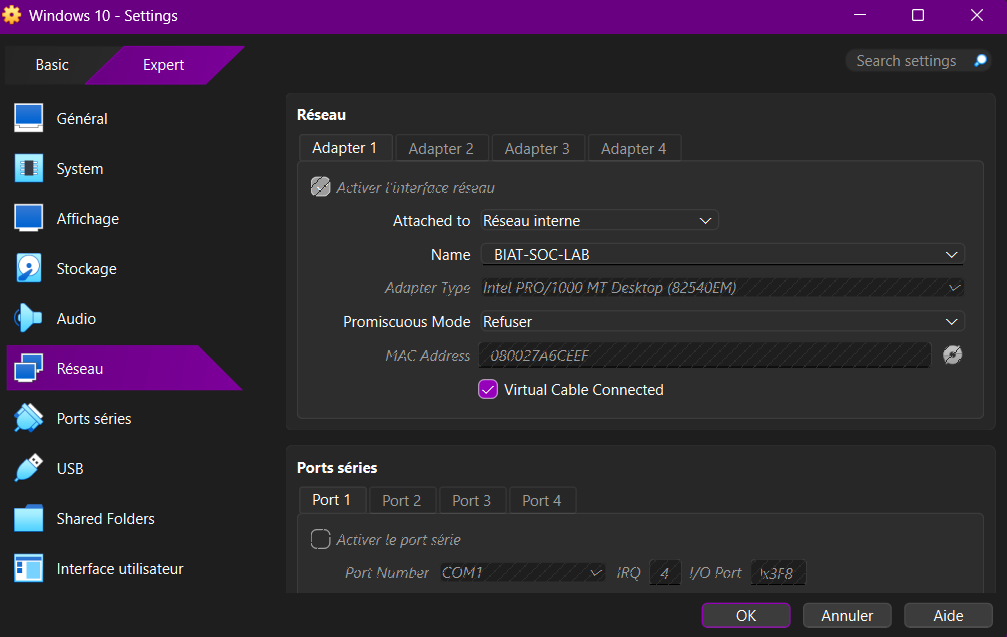 Windows 10 - Settings
Basic Expert Search settings
Général
System
Affichage
Stockage
Audio
Réseau
Ports séries
USB
Shared Folders
Interface utilisateur
Réseau
Adapter 1 Adapter 2 Adapter 3 Adapter 4
Activer l'interface réseau
Attached to Réseau interne
Name BIAT-SOC-LAB
Adapter Type Intel PRO/1000 MT Desktop (82540EM)
Promiscuous Mode Refuser
MAC Address 080027A6CEEF
Virtual Cable Connected
Ports séries
Port 1 Port 2 Port 3 Port 4
Activer le port série
Port Number COM1 IRQ 4 I/O Port 0x3F8
OK Annuler Aide